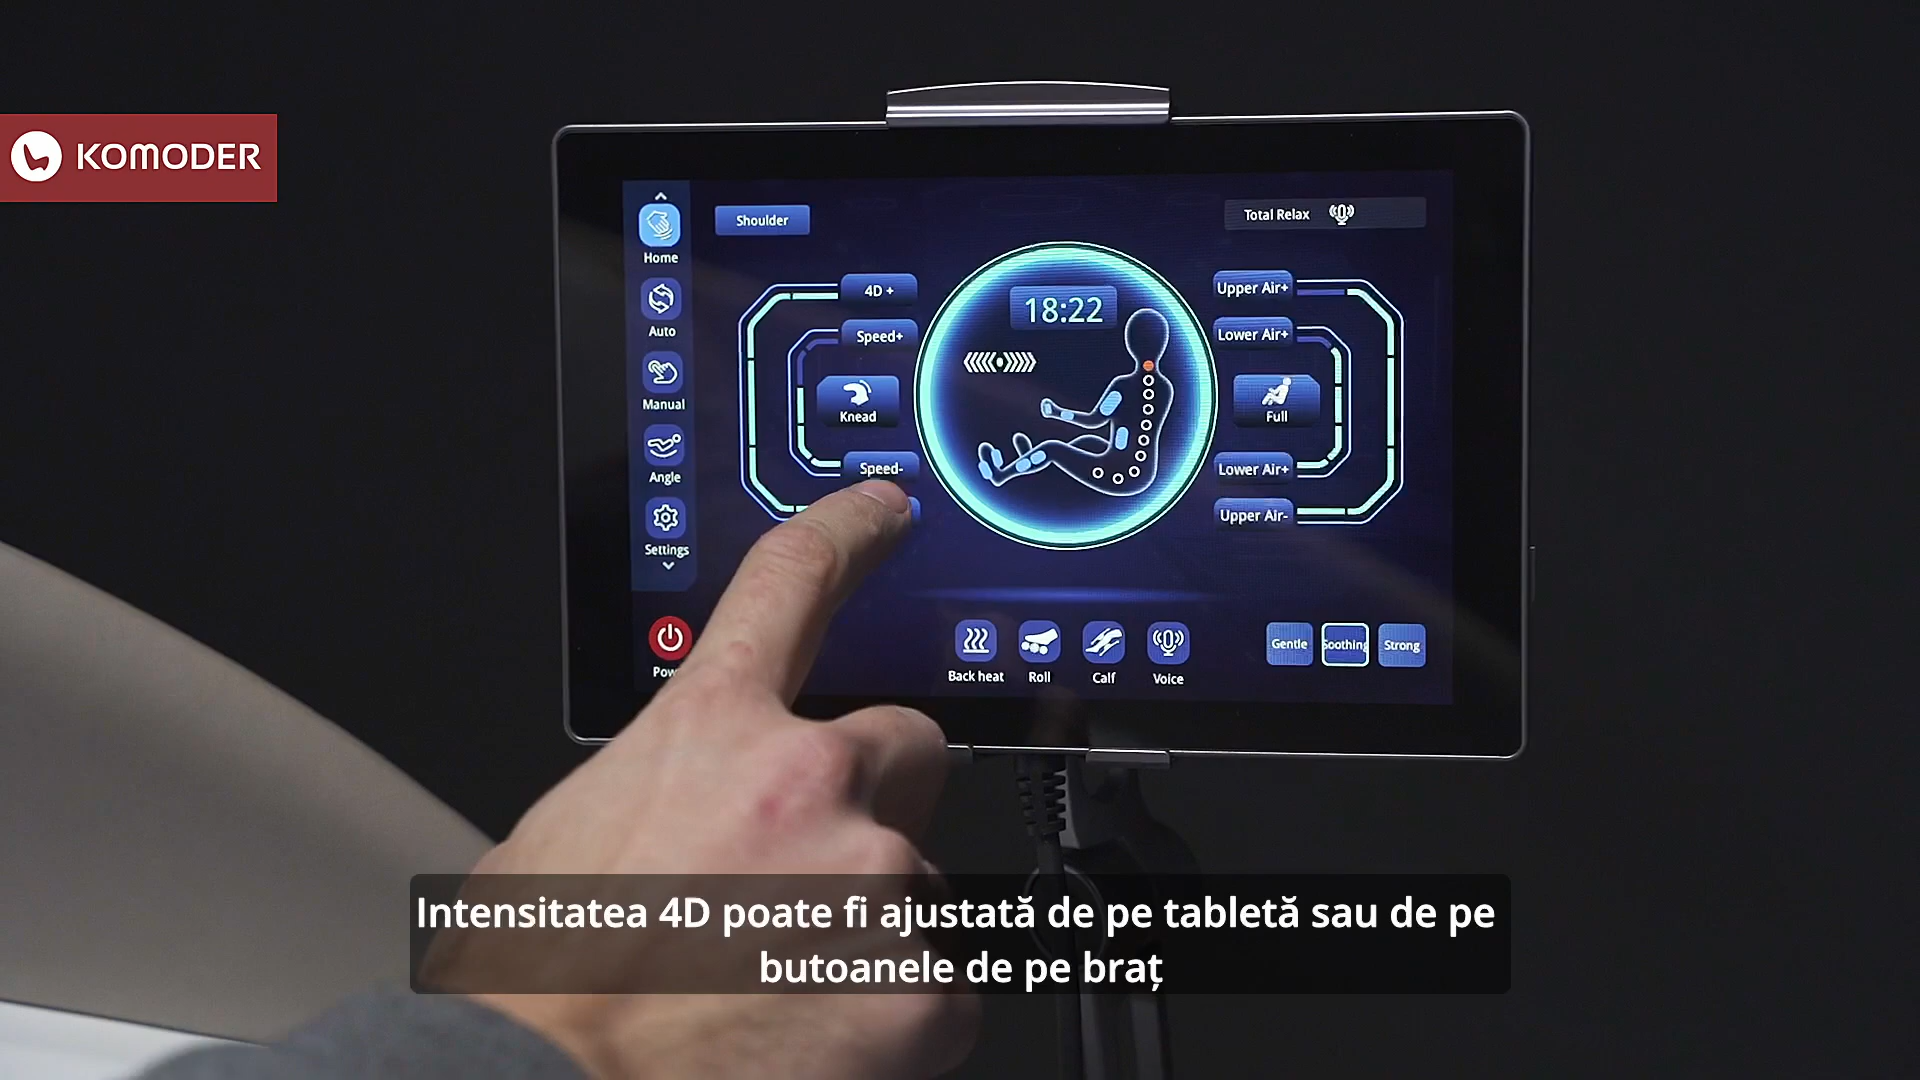 KOMODER
Home
Auto
Manual
Angle
Settings
Pow
Shoulder
Total Relax
4D +
Speed+
Knead
Speed-
18:22
Upper Air+
Lower Air+
Full
Lower Air+
Upper Air-
Back heat
Roll
Calf
Voice
Gentle
Soothing
Strong
Intensitatea 4D poate fi ajustată de pe tabletă sau de pe
butoanele de pe braț